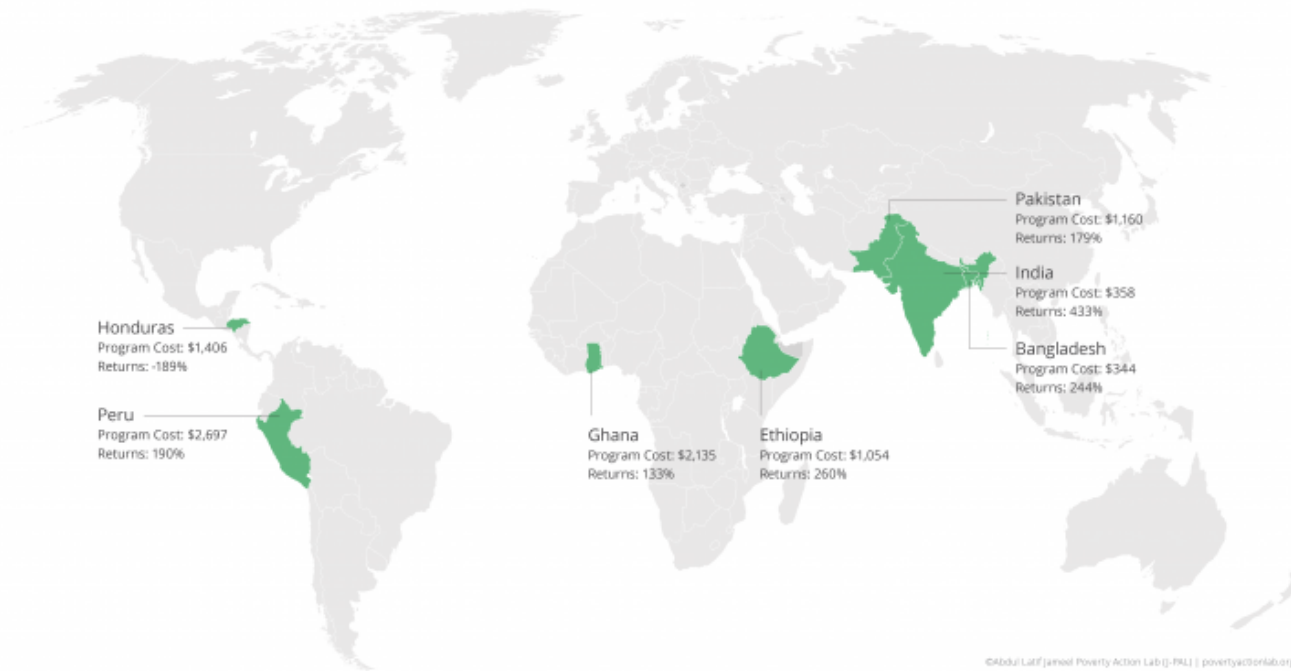 Pakistan
Program Cost: $1,160
Returns: 179%
India
Program Cost: $358
Returns: 433%
Bangladesh
Program Cost: $344
Returns: 244%
Honduras
Program Cost: $1,406
Returns: -189%
Peru
Program Cost: $2,697
Returns: 190%
Ghana
Program Cost: $2,135
Returns: 133%
Ethiopia
Program Cost: $1,054
Returns: 260%
©Abdul Latif Jameel Poverty Action Lab (J-PAL) | povertyactionlab.or